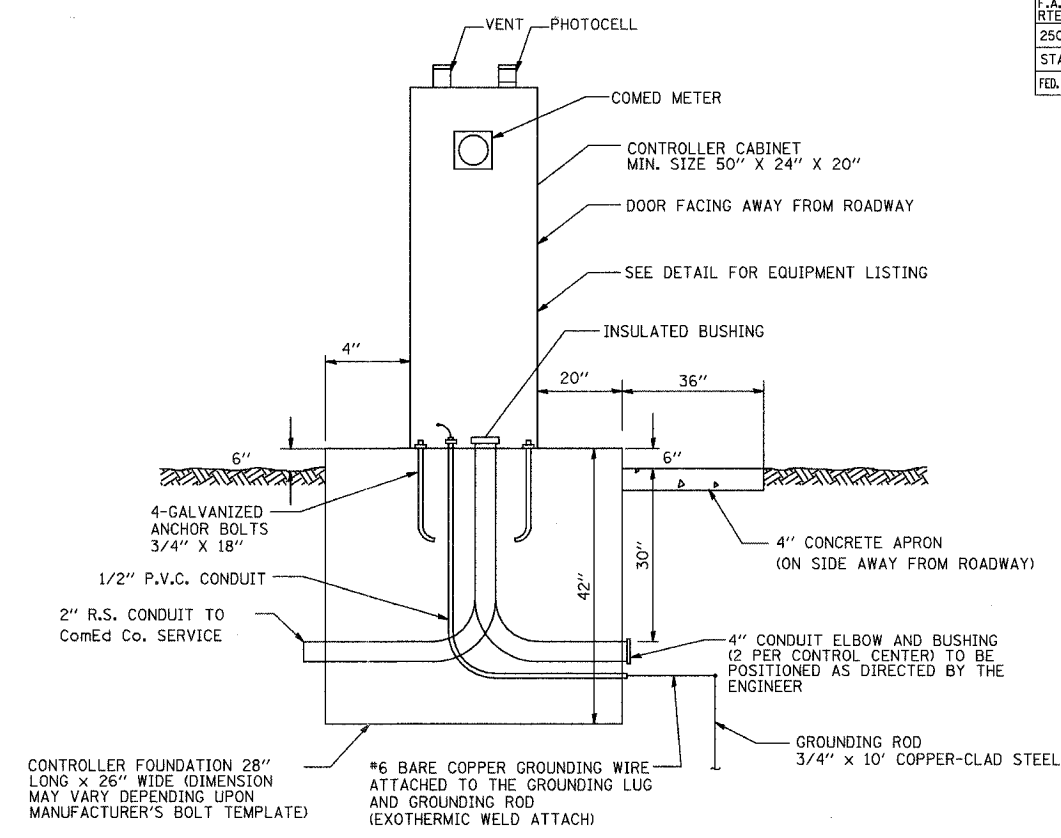 F.A.
RTE
STA
FED.
VENT
PHOTOCELL
COMED METER
CONTROLLER CABINET
MIN. SIZE 50" X 24" X 20"
DOOR FACING AWAY FROM ROADWAY
SEE DETAIL FOR EQUIPMENT LISTING
INSULATED BUSHING
4"
20"
36"
6"
6"
4-GALVANIZED
ANCHOR BOLTS
3/4" X 18"
30"
42"
4" CONCRETE APRON
(ON SIDE AWAY FROM ROADWAY)
1/2" P.V.C. CONDUIT
2" R.S. CONDUIT TO
ComEd Co. SERVICE
4" CONDUIT ELBOW AND BUSHING
(2 PER CONTROL CENTER) TO BE
POSITIONED AS DIRECTED BY THE
ENGINEER
GROUNDING ROD
3/4" x 10' COPPER-CLAD STEEL
CONTROLLER FOUNDATION 28"
LONG x 26" WIDE (DIMENSION
MAY VARY DEPENDING UPON
MANUFACTURER'S BOLT TEMPLATE)
#6 BARE COPPER GROUNDING WIRE
ATTACHED TO THE GROUNDING LUG
AND GROUNDING ROD
(EXOTHERMIC WELD ATTACH)